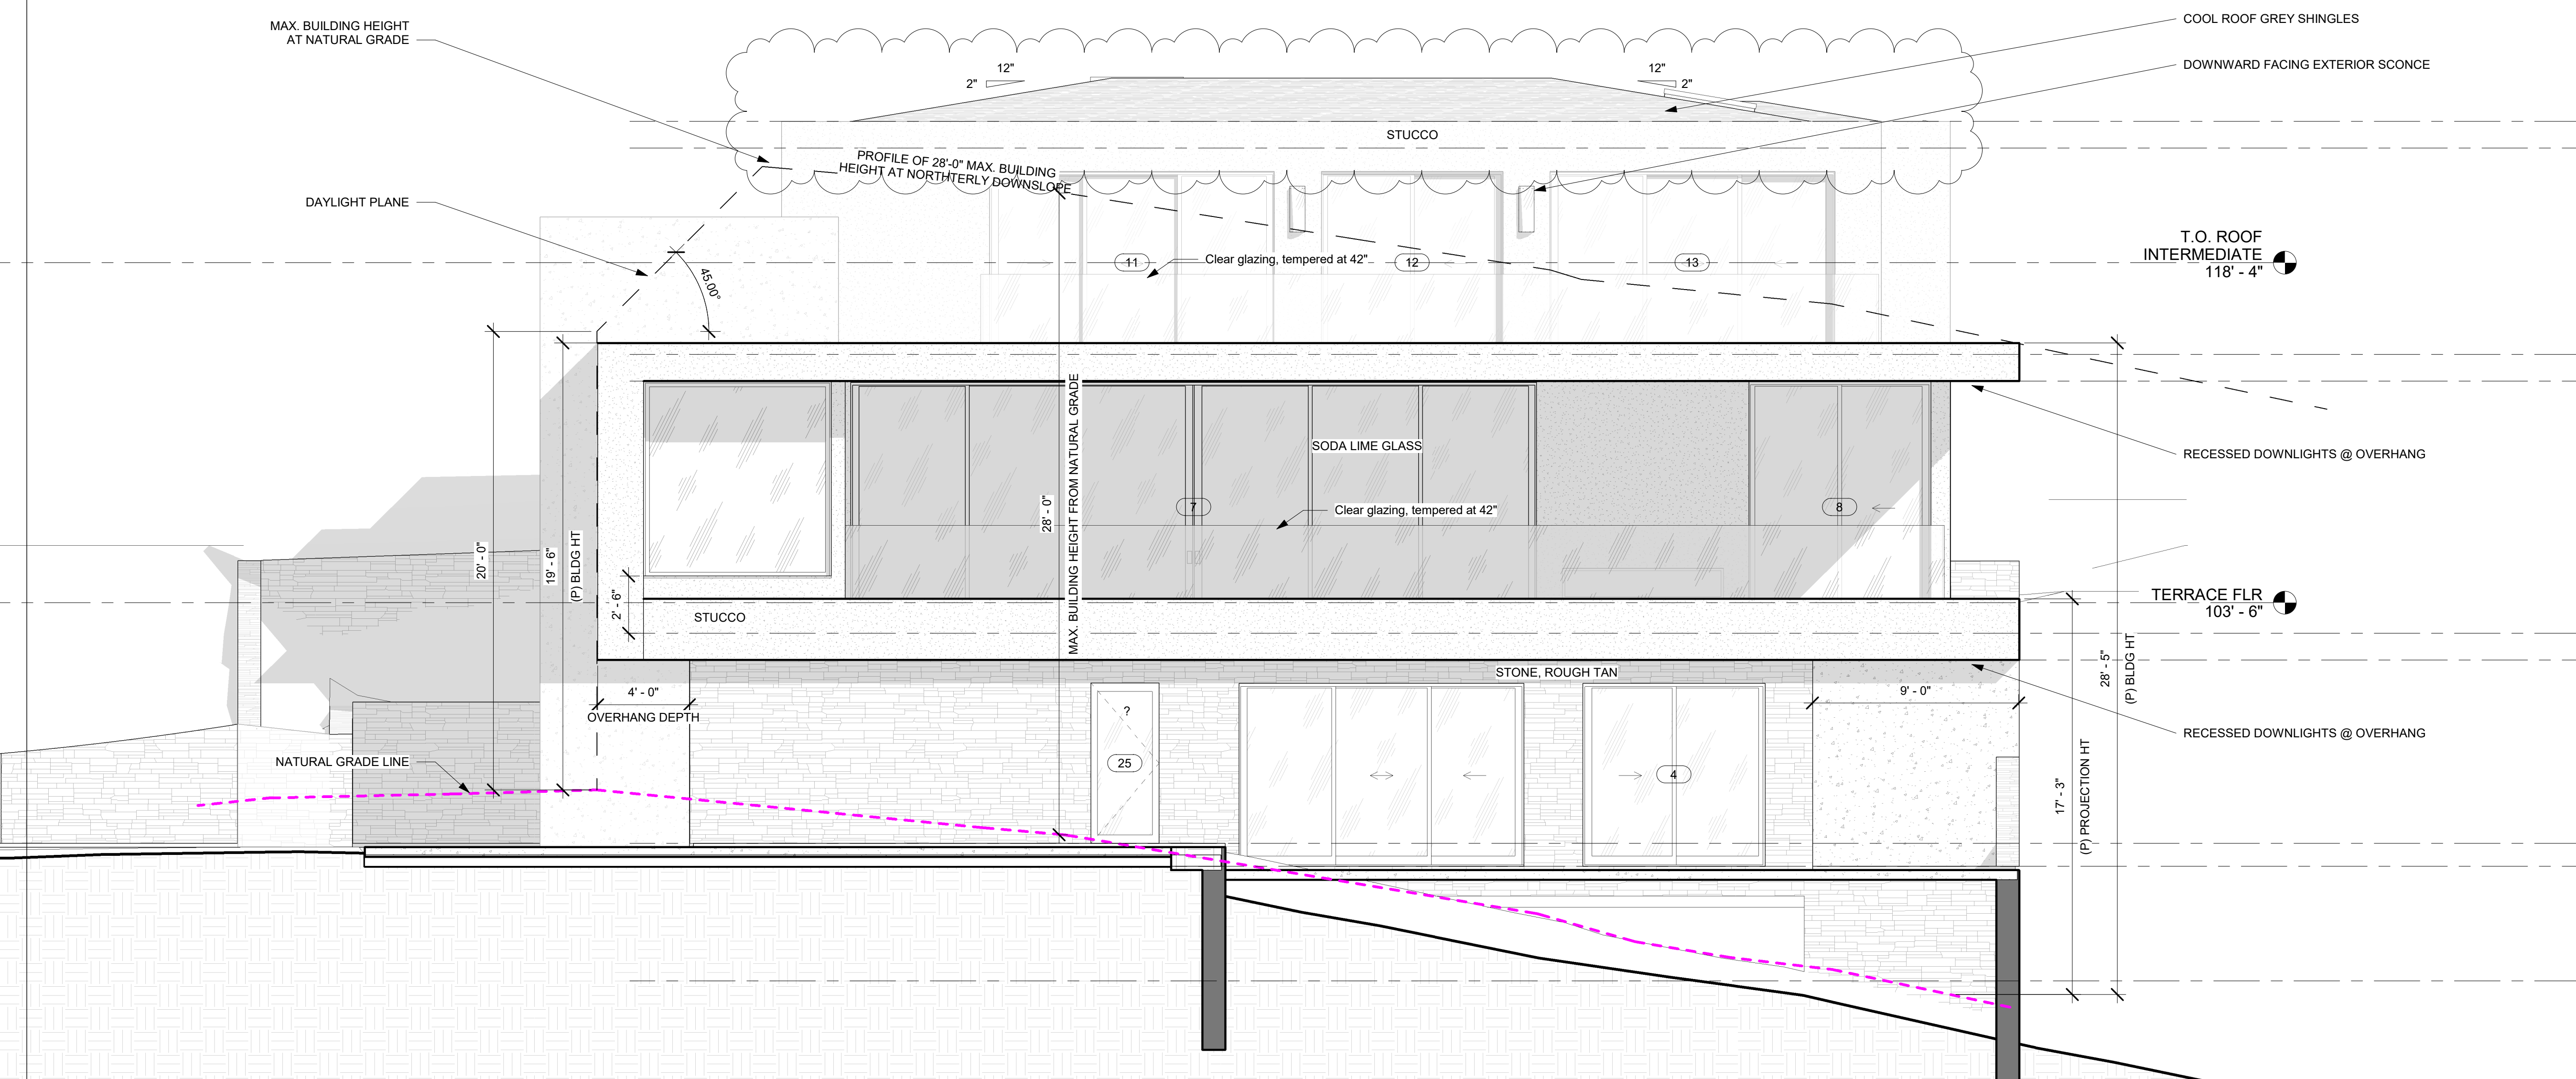 MAX. BUILDING HEIGHT
AT NATURAL GRADE
COOL ROOF GREY SHINGLES
DOWNWARD FACING EXTERIOR SCONCE
12"
2"
12"
2"
STUCCO
PROFILE OF 28'-0" MAX. BUILDING
HEIGHT AT NORTHTERLY DOWNSLOPE
DAYLIGHT PLANE
45.00°
11
Clear glazing, tempered at 42"
12
13
T.O. ROOF
INTERMEDIATE
118' - 4"
SODA LIME GLASS
RECESSED DOWNLIGHTS @ OVERHANG
7
Clear glazing, tempered at 42"
8
20' - 0"
19' - 6"
(P) BLDG HT
2' - 6"
28' - 0"
MAX. BUILDING HEIGHT FROM NATURAL GRADE
TERRACE FLR
103' - 6"
STUCCO
STONE, ROUGH TAN
4' - 0"
OVERHANG DEPTH
9' - 0"
28' - 5"
(P) BLDG HT
17' - 3"
(P) PROJECTION HT
?
25
4
RECESSED DOWNLIGHTS @ OVERHANG
NATURAL GRADE LINE